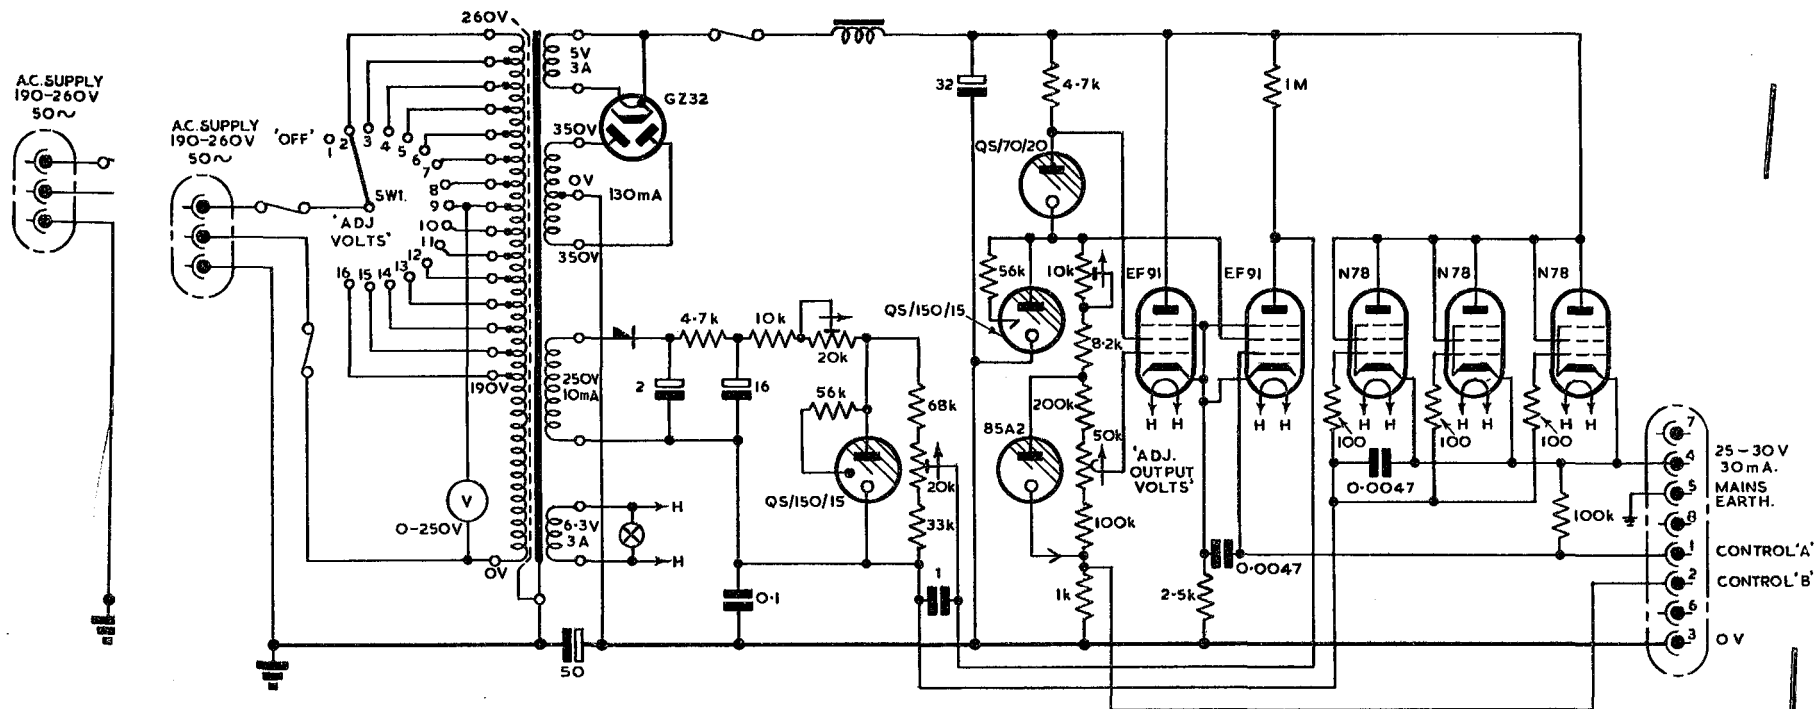 A.C. SUPPLY
190-260V
50~
A.C. SUPPLY
190-260V
50~
'OFF'
1
2
3
4
5
6
7
8
9
10
11
12
13
14
15
16
SW1.
'ADJ
VOLTS'
260V
190V
0V
V
0-250V
5V
3A
GZ32
350V
0V
130mA
350V
250V
10mA
6·3V
3A
H
H
4·7k
10k
20k
2
16
56k
QS/150/15
68k
20k
33k
0·1
1
50
32
4·7k
QS/70/20
56k
QS/150/15
10k
8·2k
200k
85A2
50k
'ADJ.
OUTPUT
VOLTS'
100k
1k
1M
EF91
EF91
H H
H H
0·0047
2·5k
N78
N78
N78
H H
H H
H H
100
100
100
0·0047
100k
7
4
25-30V
30mA.
5
MAINS
EARTH.
8
1
CONTROL 'A'
2
CONTROL 'B'
6
3
0V